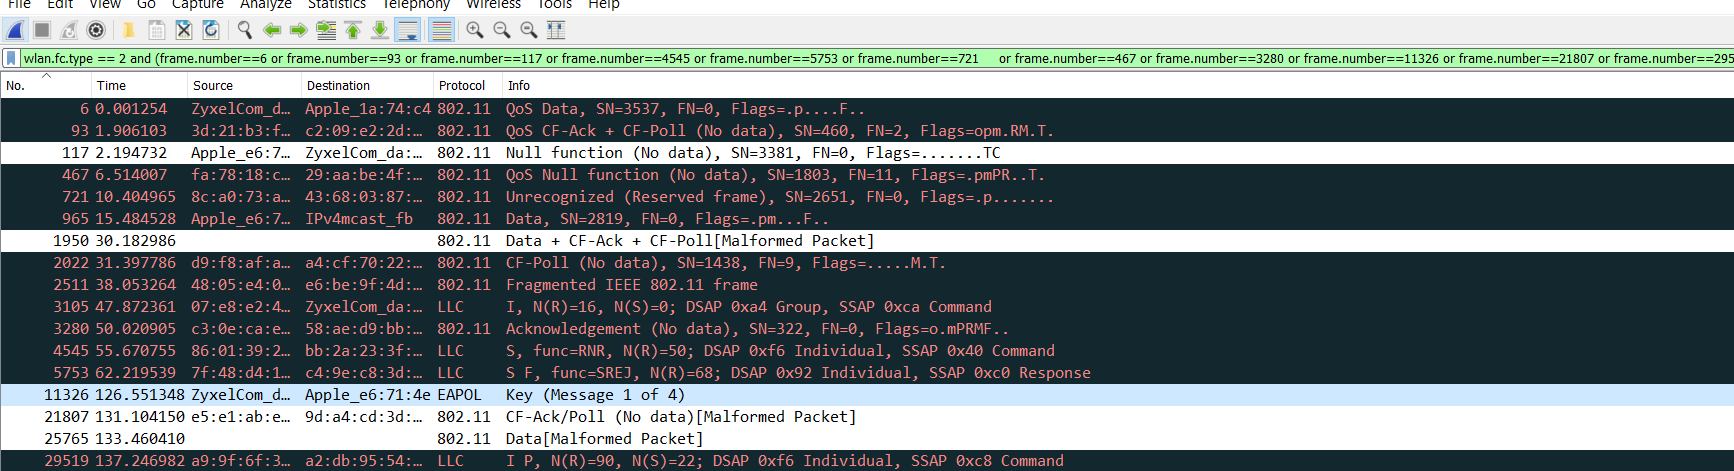 File Edit View Go Capture Analyze Statistics Telephony Wireless Tools Help
wlan.fc.type == 2 and (frame.number==6 or frame.number==93 or frame.number==117 or frame.number==4545 or frame.number==5753 or frame.number==721 or frame.number==467 or frame.number==3280 or frame.number==11326 or frame.number==21807 or frame.number==295
No. Time Source Destination Protocol Info
6 0.001254 ZyxelCom_d… Apple_1a:74:c4 802.11 QoS Data, SN=3537, FN=0, Flags=.p....F..
93 1.906103 3d:21:b3:f… c2:09:e2:2d:… 802.11 QoS CF-Ack + CF-Poll (No data), SN=460, FN=2, Flags=opm.RM.T.
117 2.194732 Apple_e6:7… ZyxelCom_da:… 802.11 Null function (No data), SN=3381, FN=0, Flags=.......TC
467 6.514007 fa:78:18:c… 29:aa:be:4f:… 802.11 QoS Null function (No data), SN=1803, FN=11, Flags=.pmPR..T.
721 10.404965 8c:a0:73:a… 43:68:03:87:… 802.11 Unrecognized (Reserved frame), SN=2651, FN=0, Flags=.p.......
965 15.484528 Apple_e6:7… IPv4mcast_fb 802.11 Data, SN=2819, FN=0, Flags=.pm...F..
1950 30.182986 802.11 Data + CF-Ack + CF-Poll[Malformed Packet]
2022 31.397786 d9:f8:af:a… a4:cf:70:22:… 802.11 CF-Poll (No data), SN=1438, FN=9, Flags=.....M.T.
2511 38.053264 48:05:e4:0… e6:be:9f:4d:… 802.11 Fragmented IEEE 802.11 frame
3105 47.872361 07:e8:e2:4… ZyxelCom_da:… LLC I, N(R)=16, N(S)=0; DSAP 0xa4 Group, SSAP 0xca Command
3280 50.020905 c3:0e:ca:e… 58:ae:d9:bb:… 802.11 Acknowledgement (No data), SN=322, FN=0, Flags=o.mPRMF..
4545 55.670755 86:01:39:2… bb:2a:23:3f:… LLC S, func=RNR, N(R)=50; DSAP 0xf6 Individual, SSAP 0x40 Command
5753 62.219539 7f:48:d4:1… c4:9e:c8:3d:… LLC S F, func=SREJ, N(R)=68; DSAP 0x92 Individual, SSAP 0xc0 Response
11326 126.551348 ZyxelCom_d… Apple_e6:71:4e EAPOL Key (Message 1 of 4)
21807 131.104150 e5:e1:ab:e… 9d:a4:cd:3d:… 802.11 CF-Ack/Poll (No data)[Malformed Packet]
25765 133.460410 802.11 Data[Malformed Packet]
29519 137.246982 a9:9f:6f:3… a2:db:95:54:… LLC I P, N(R)=90, N(S)=22; DSAP 0xf6 Individual, SSAP 0xc8 Command